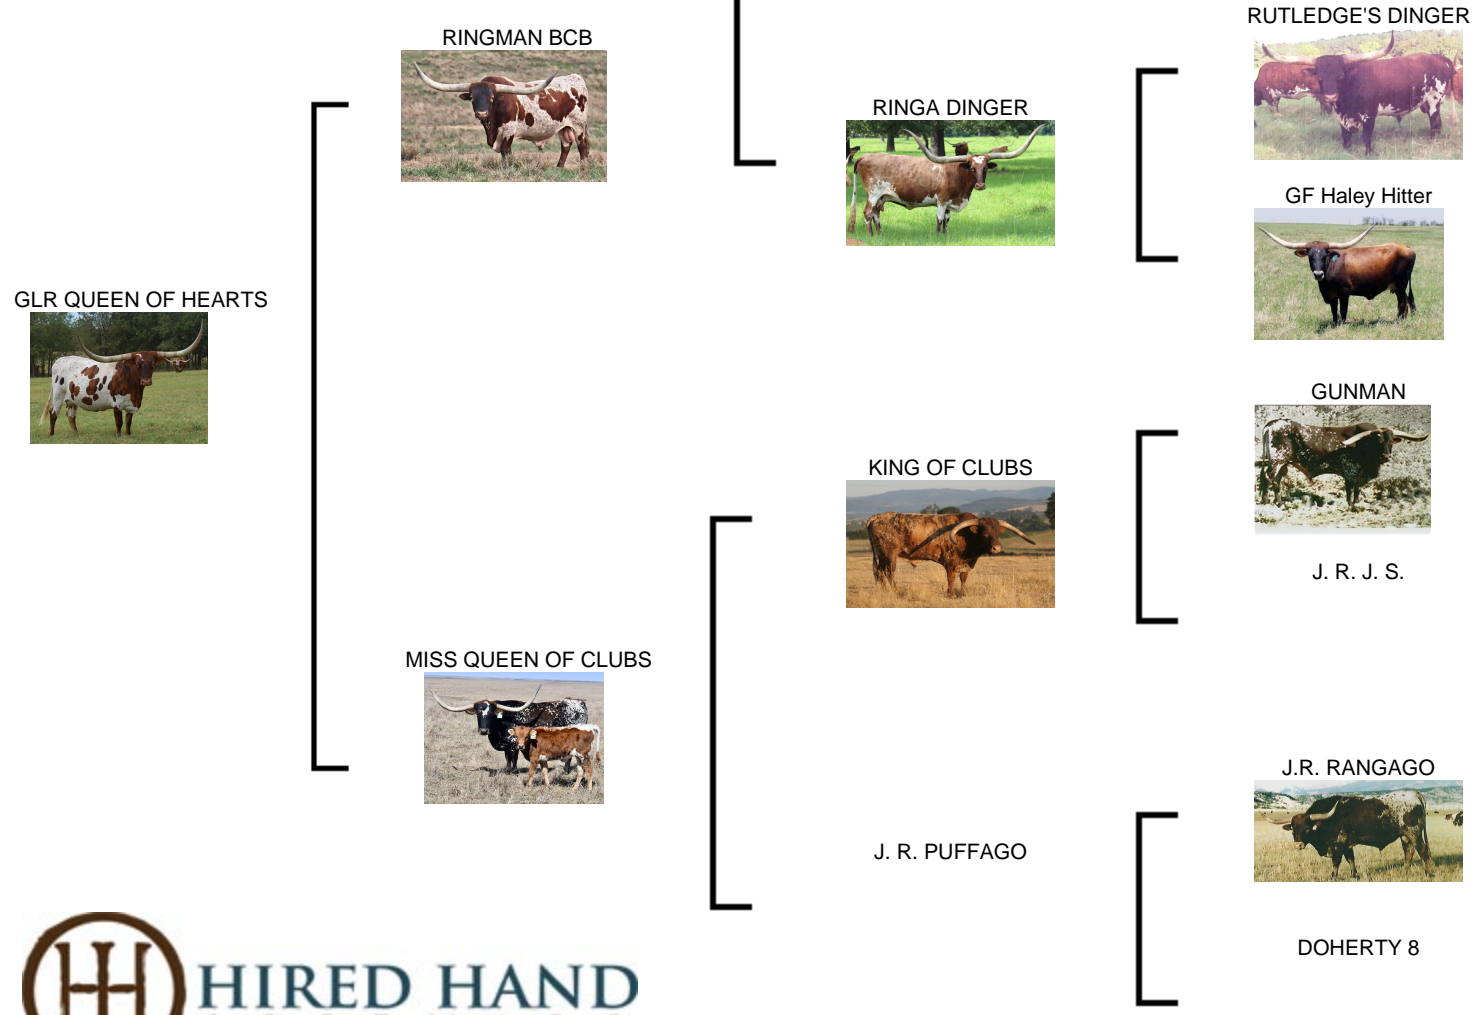 RUTLEDGE'S DINGER
RINGMAN BCB
RINGA DINGER
GF Haley Hitter
GLR QUEEN OF HEARTS
GUNMAN
KING OF CLUBS
J. R. J. S.
MISS QUEEN OF CLUBS
J.R. RANGAGO
J. R. PUFFAGO
DOHERTY 8
HIRED HAND